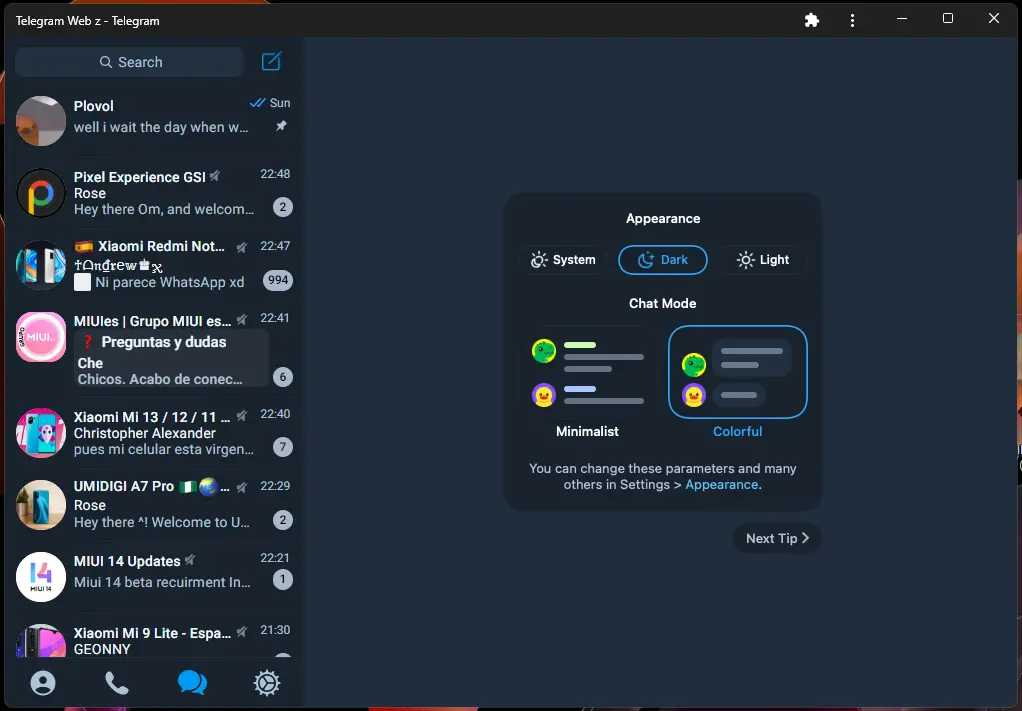 Telegram Web z - Telegram
Search
Plovol
Sun
well i wait the day when w...
Pixel Experience GSI
22:48
Rose
Hey there Om, and welcom...
2
🇪🇸 Xiaomi Redmi Not...
22:47
Ni parece WhatsApp xd
994
MIUI
GRUPO
MIUIes | Grupo MIUI es...
22:41
❓ Preguntas y dudas
Che
Chicos. Acabo de conec...
6
Xiaomi Mi 13 / 12 / 11 ...
22:40
Christopher Alexander
pues mi celular esta virgen...
7
UMIDIGI A7 Pro 🇳🇬🌏...
22:29
Rose
Hey there ^! Welcome to U...
2
14
MIUI 14
MIUI 14 Updates
22:21
Miui 14 beta recuirment In...
1
Xiaomi Mi 9 Lite - Espa...
21:30
GEONNY
Appearance
System
Dark
Light
Chat Mode
Minimalist
Colorful
You can change these parameters and many
others in Settings > Appearance.
Next Tip